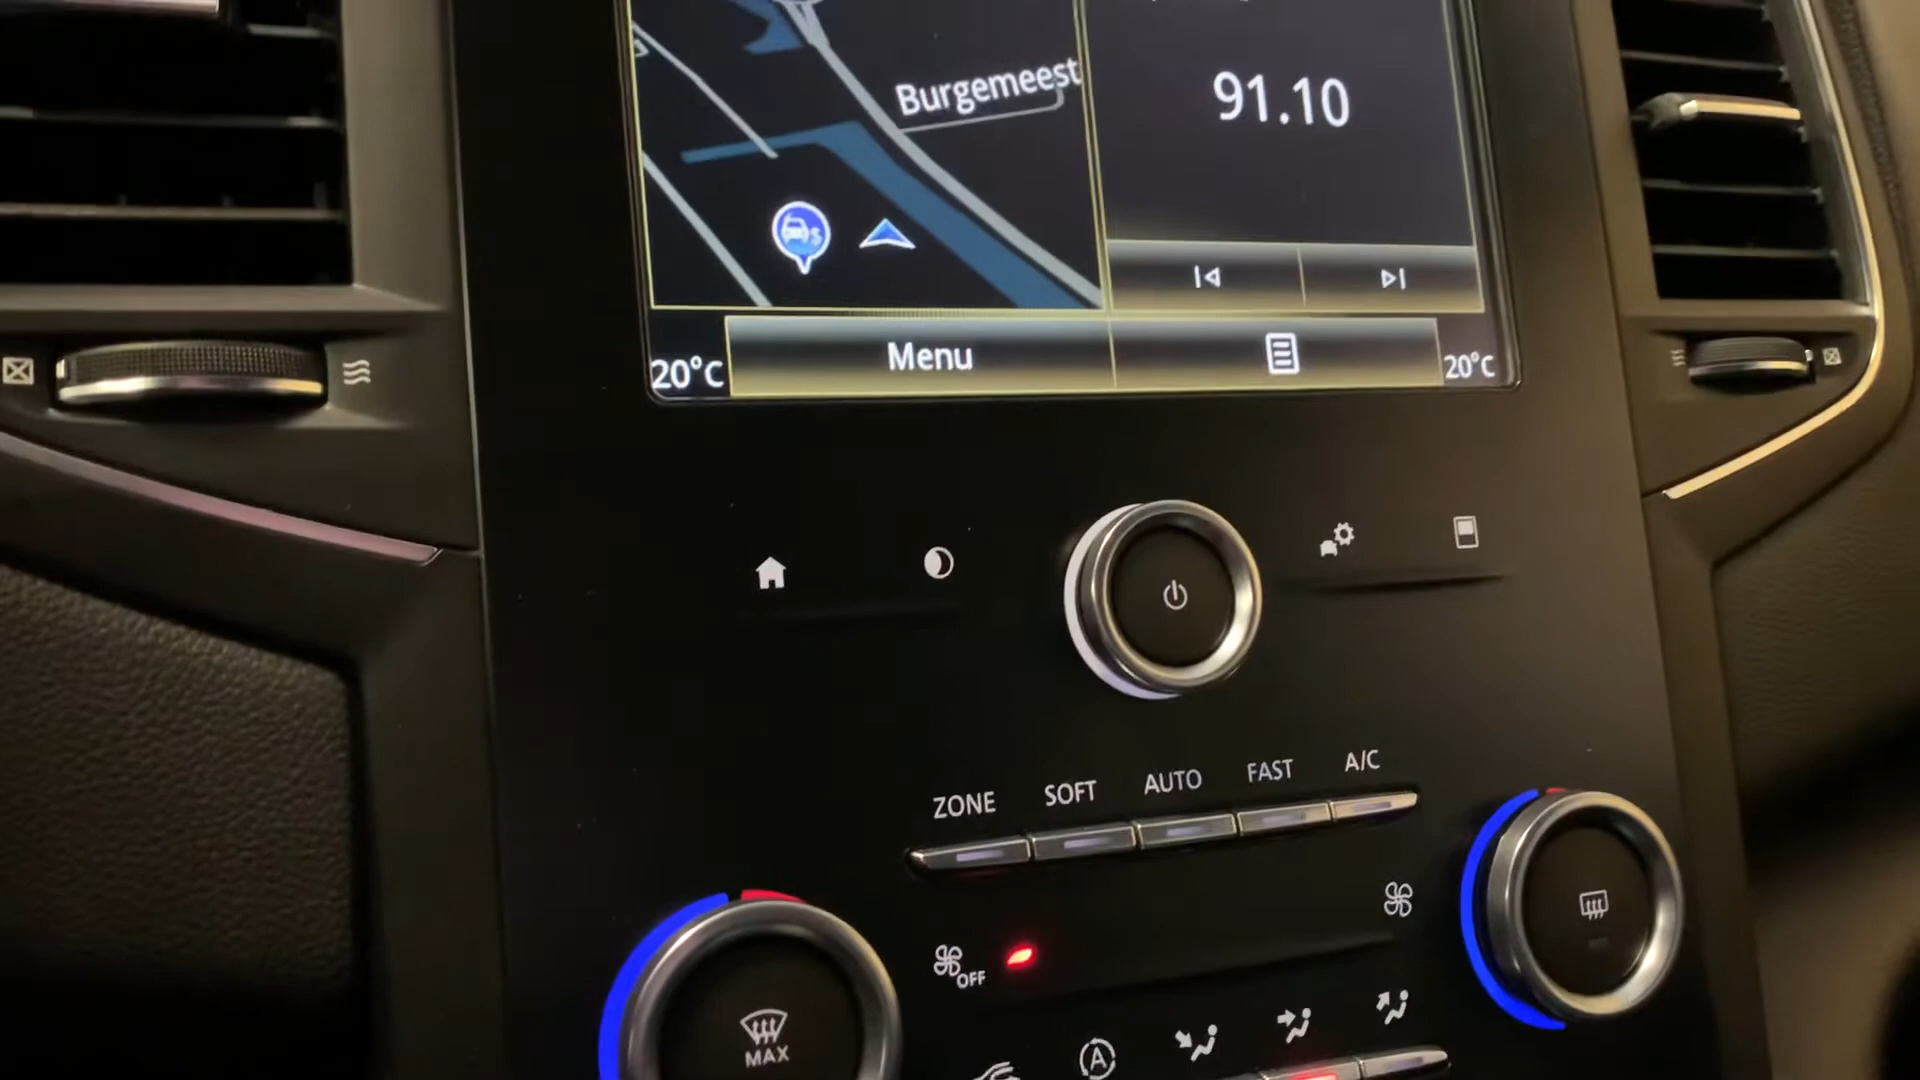 Burgemeest
91.10
20°C
Menu
20°C
ZONE
SOFT
AUTO
FAST
A/C
OFF
MAX
A